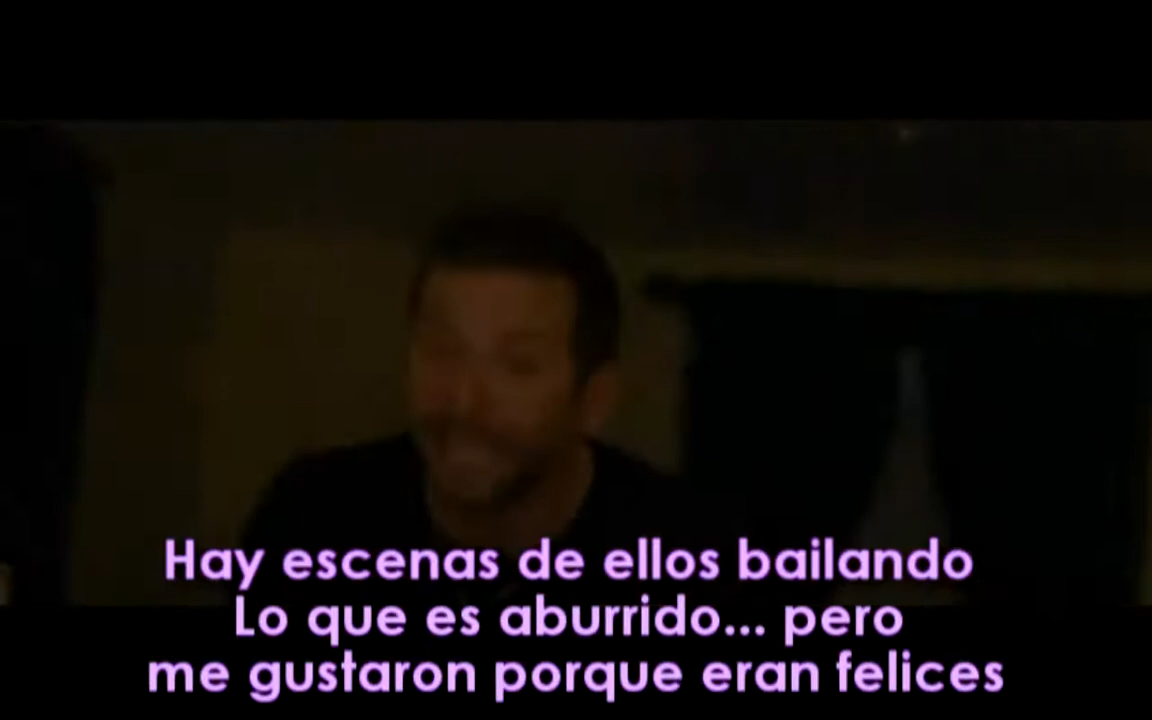 Hay escenas de ellos bailando
Lo que es aburrido... pero
me gustaron porque eran felices